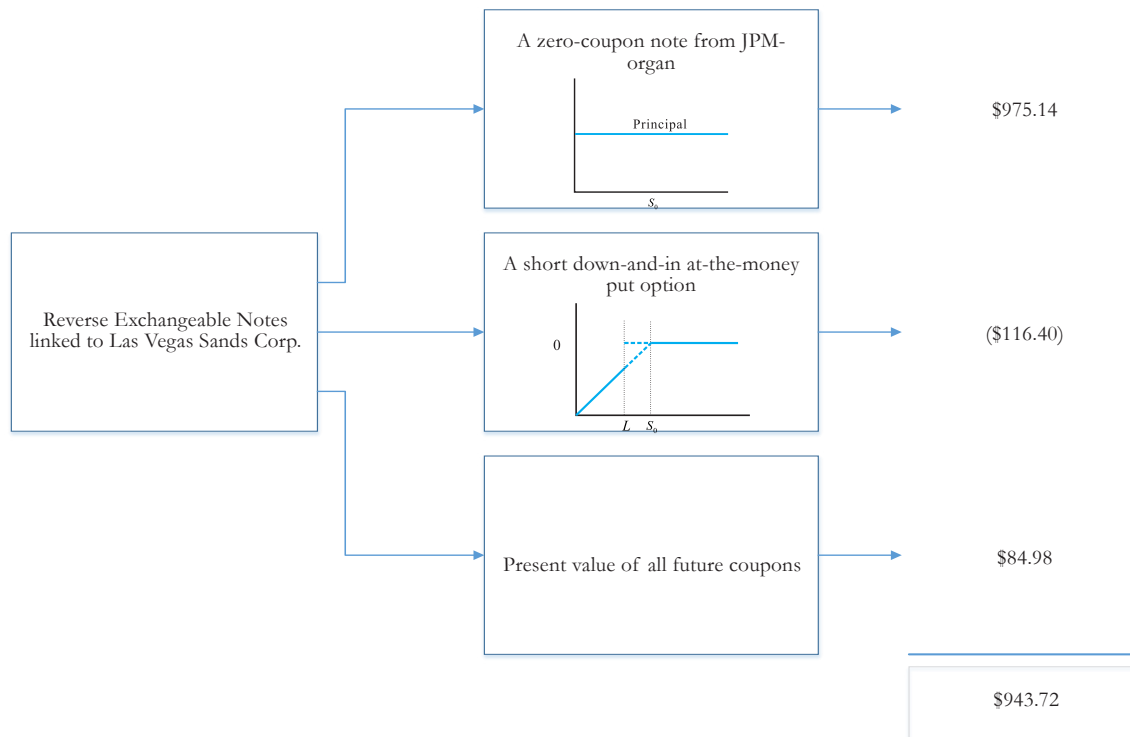 A zero-coupon note from JPM-
organ
Principal
S₀
$975.14
Reverse Exchangeable Notes
linked to Las Vegas Sands Corp.
A short down-and-in at-the-money
put option
0
L S₀
($116.40)
Present value of all future coupons
$84.98
$943.72